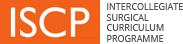 ISCP
INTERCOLLEGIATE
SURGICAL
CURRICULUM
PROGRAMME